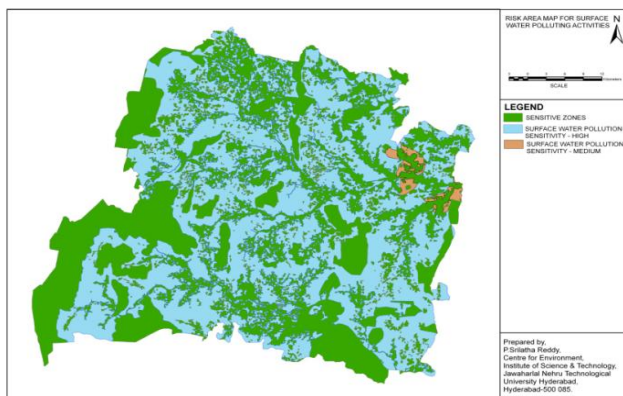 RISK AREA MAP FOR SURFACE
WATER POLLUTING ACTIVITIES
N
SCALE
LEGEND
SENSITIVE ZONES
SURFACE WATER POLLUTION
SENSITIVITY - HIGH
SURFACE WATER POLLUTION
SENSITIVITY - MEDIUM
Prepared by,
P.Srilatha Reddy,
Centre for Environment,
Institute of Science & Technology,
Jawaharlal Nehru Technological
University Hyderabad,
Hyderabad-500 085.